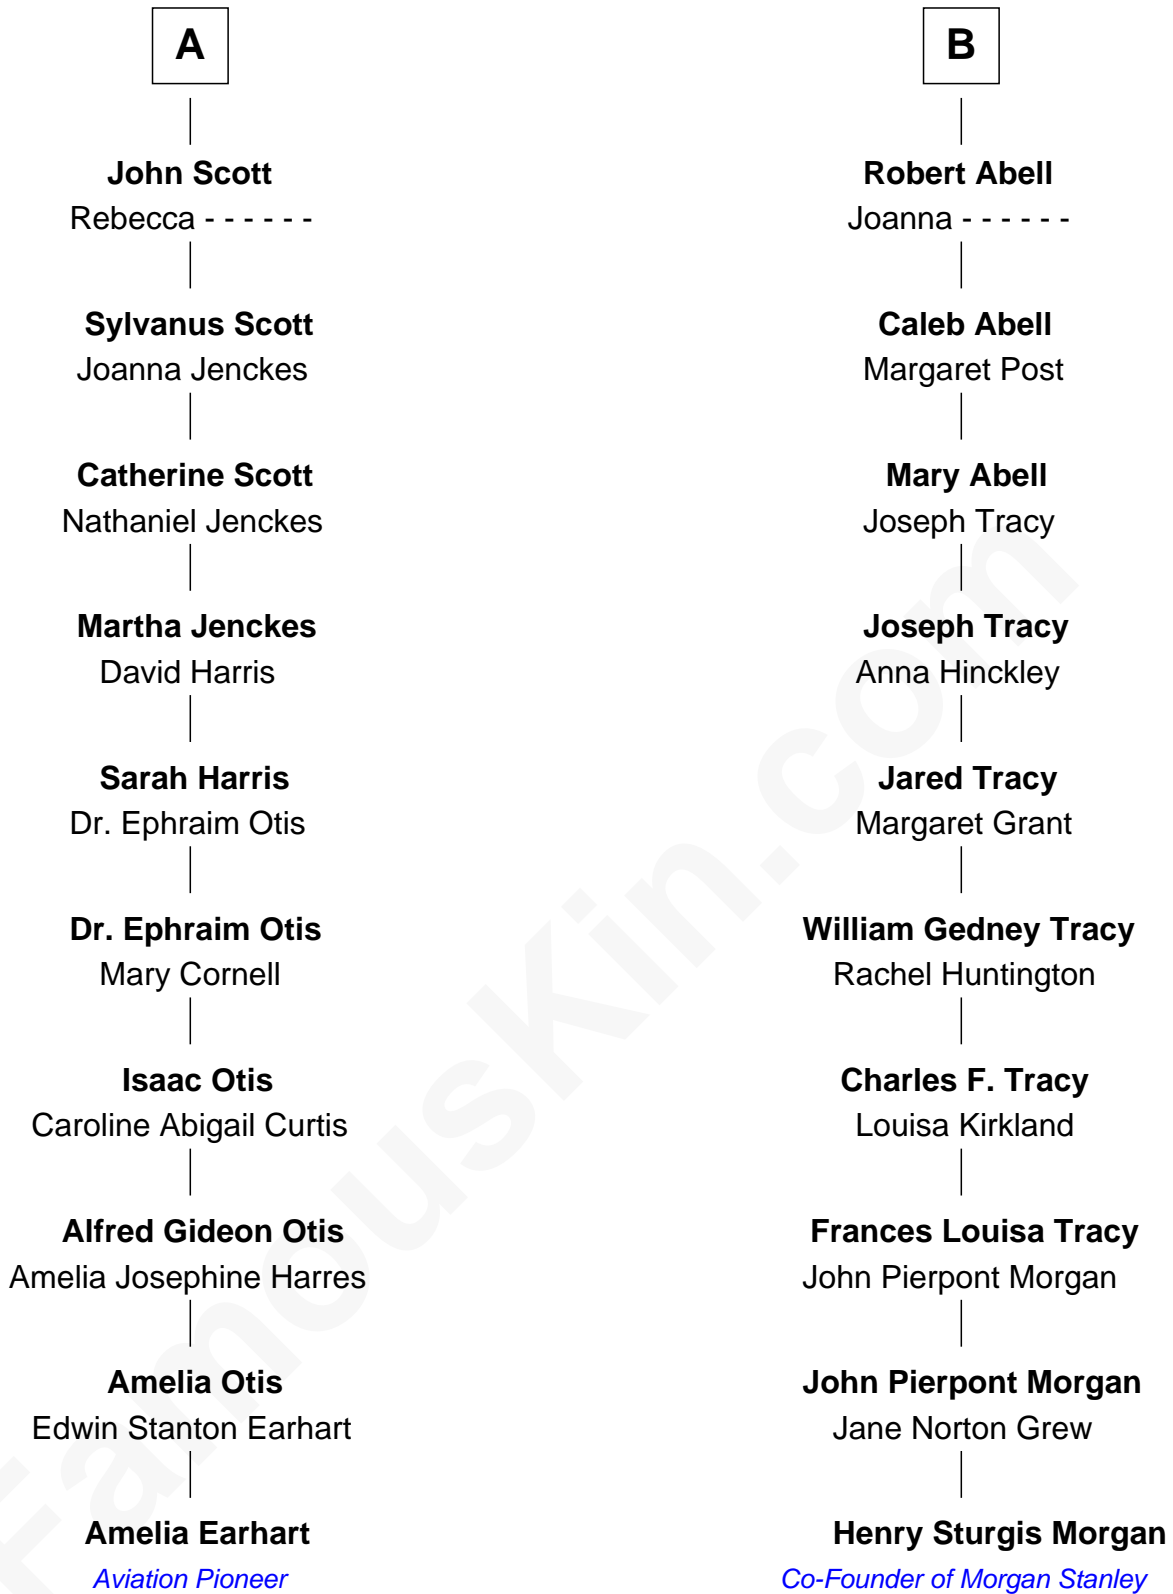 A
John Scott
Rebecca - - - - - -
Sylvanus Scott
Joanna Jenckes
Catherine Scott
Nathaniel Jenckes
Martha Jenckes
David Harris
Sarah Harris
Dr. Ephraim Otis
Dr. Ephraim Otis
Mary Cornell
Isaac Otis
Caroline Abigail Curtis
Alfred Gideon Otis
Amelia Josephine Harres
Amelia Otis
Edwin Stanton Earhart
Amelia Earhart
Aviation Pioneer
B
Robert Abell
Joanna - - - - - -
Caleb Abell
Margaret Post
Mary Abell
Joseph Tracy
Joseph Tracy
Anna Hinckley
Jared Tracy
Margaret Grant
William Gedney Tracy
Rachel Huntington
Charles F. Tracy
Louisa Kirkland
Frances Louisa Tracy
John Pierpont Morgan
John Pierpont Morgan
Jane Norton Grew
Henry Sturgis Morgan
Co-Founder of Morgan Stanley
FamousKin.com